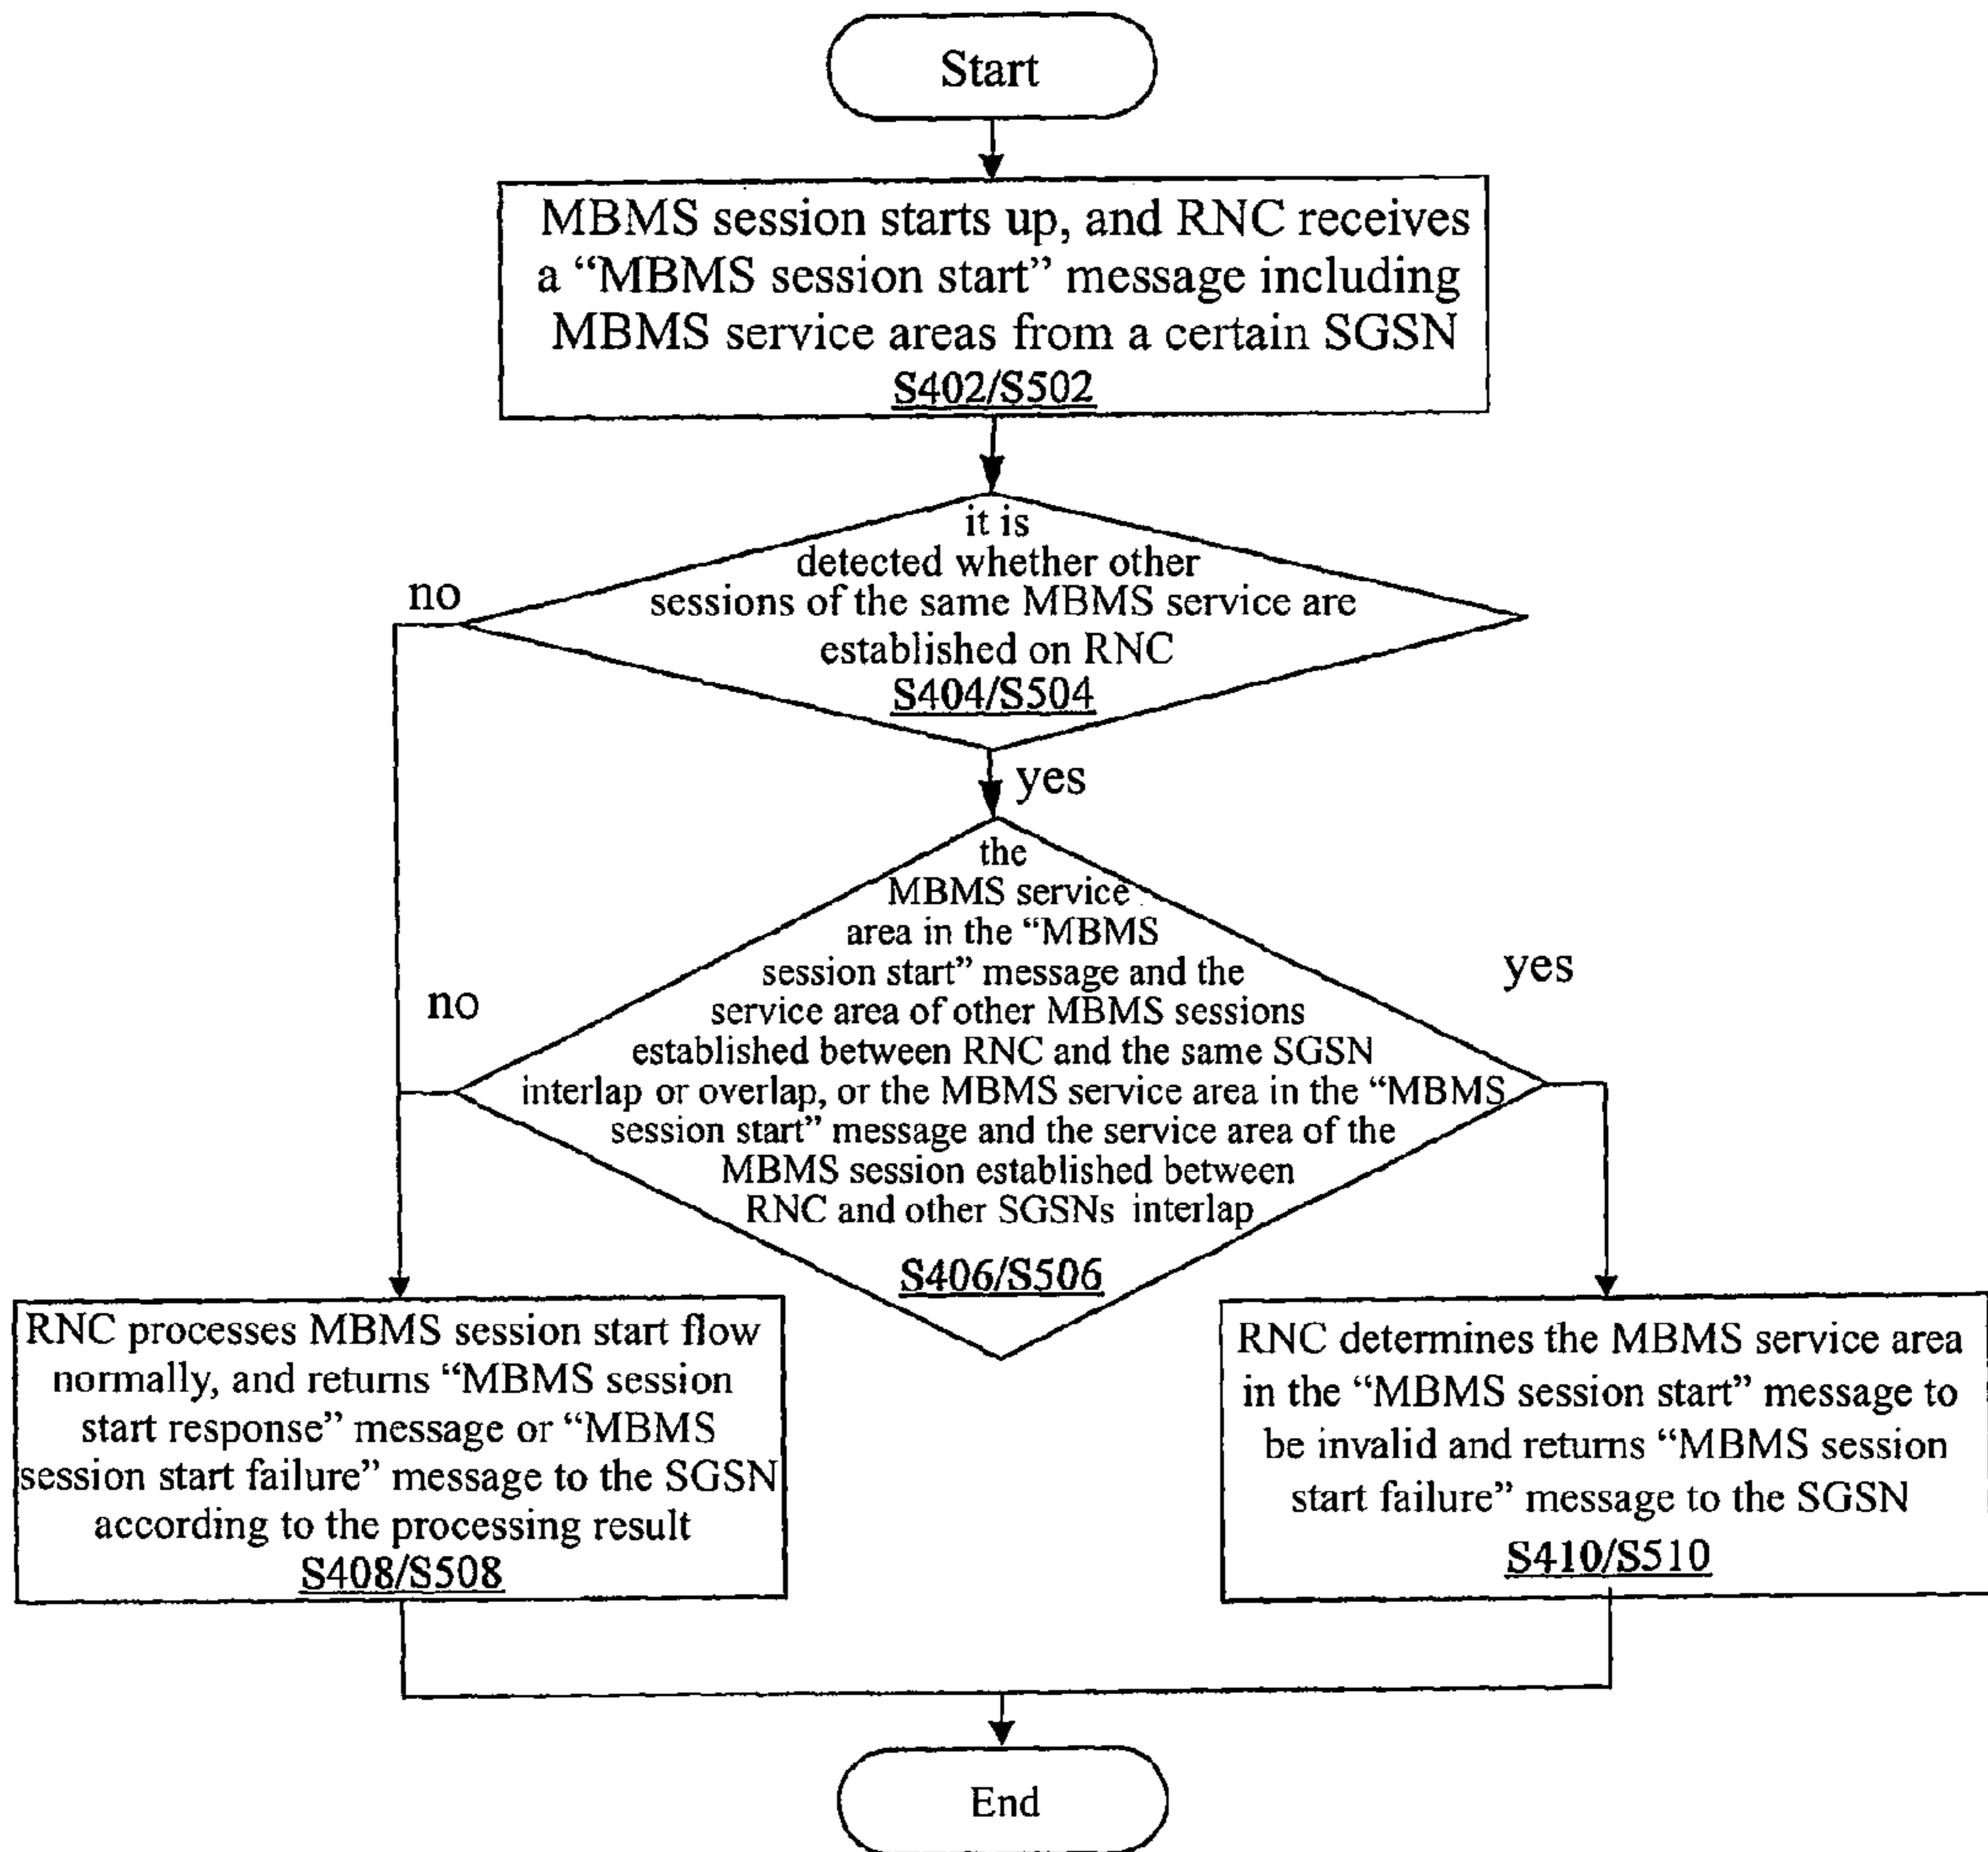 Start
MBMS session starts up, and RNC receives
a “MBMS session start” message including
MBMS service areas from a certain SGSN
S402/S502
it is
detected whether other
sessions of the same MBMS service are
established on RNC
S404/S504
no
yes
the
MBMS service
area in the “MBMS
session start” message and the
service area of other MBMS sessions
established between RNC and the same SGSN
interlap or overlap, or the MBMS service area in the “MBMS
session start” message and the service area of the
MBMS session established between
RNC and other SGSNs interlap
S406/S506
no
yes
RNC processes MBMS session start flow
normally, and returns “MBMS session
start response” message or “MBMS
session start failure” message to the SGSN
according to the processing result
S408/S508
RNC determines the MBMS service area
in the “MBMS session start” message to
be invalid and returns “MBMS session
start failure” message to the SGSN
S410/S510
End